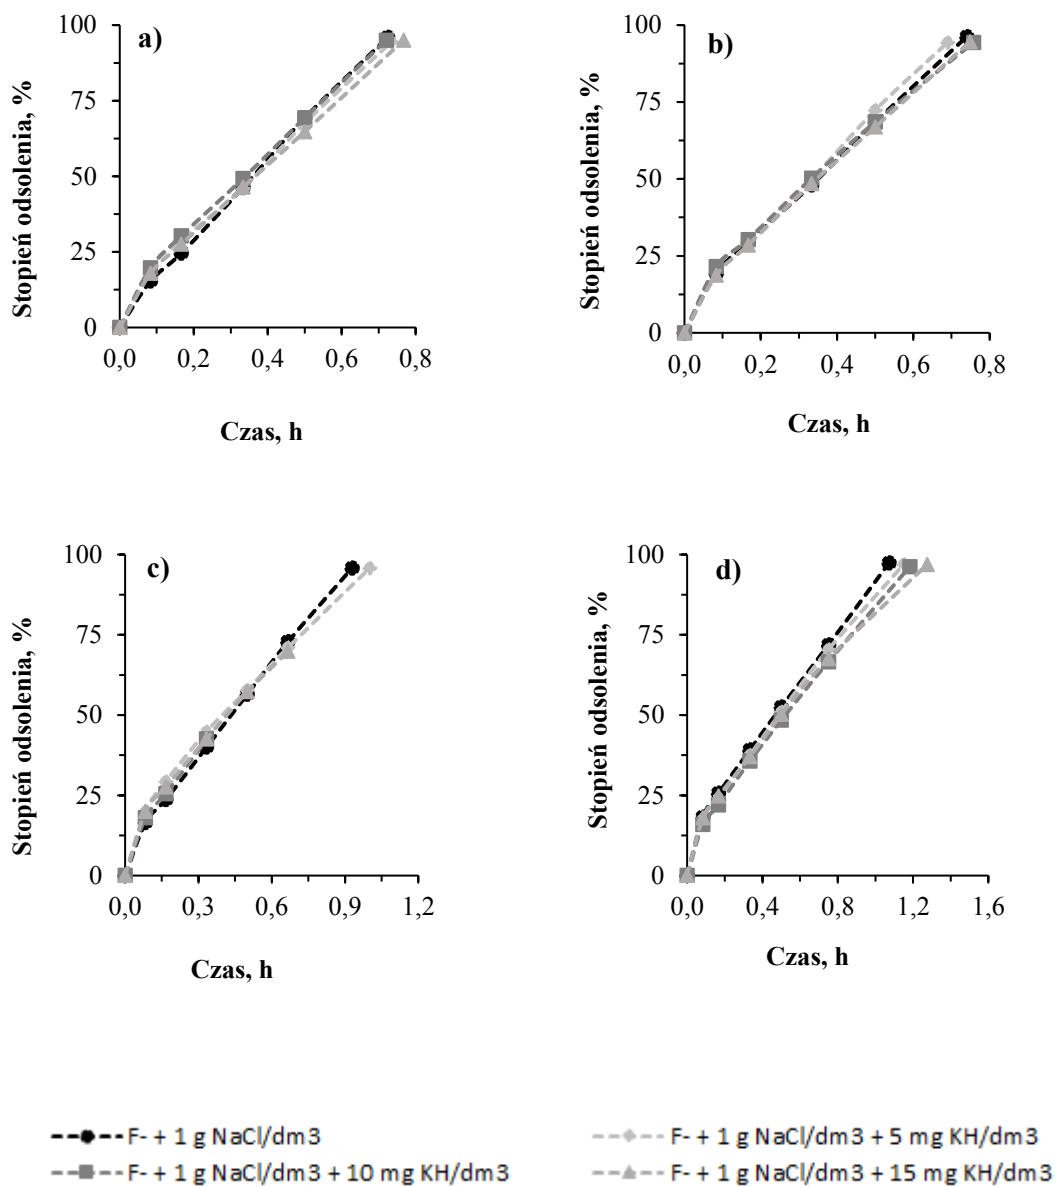 a)
Stopień odsolenia, %
100
75
50
25
0
0,0 0,2 0,4 0,6 0,8
Czas, h
b)
Stopień odsolenia, %
100
75
50
25
0
0,0 0,2 0,4 0,6 0,8
Czas, h
c)
Stopień odsolenia, %
100
75
50
25
0
0,0 0,3 0,6 0,9 1,2
Czas, h
d)
Stopień odsolenia, %
100
75
50
25
0
0,0 0,4 0,8 1,2 1,6
Czas, h
F- + 1 g NaCl/dm3
F- + 1 g NaCl/dm3 + 5 mg KH/dm3
F- + 1 g NaCl/dm3 + 10 mg KH/dm3
F- + 1 g NaCl/dm3 + 15 mg KH/dm3